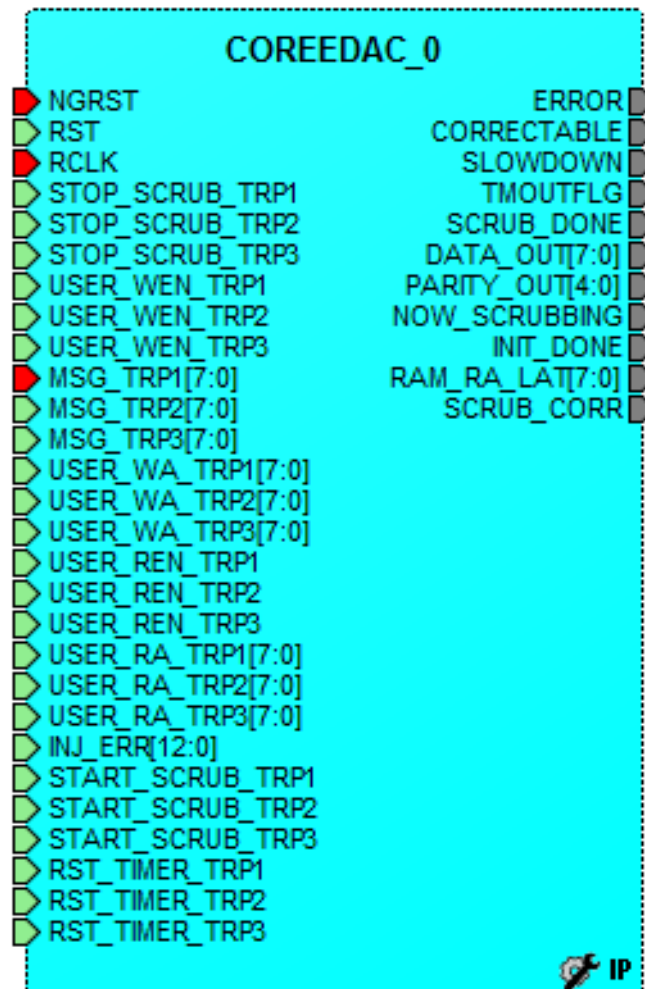 COREEDAC_0
NGRST ERROR
RST CORRECTABLE
RCLK SLOWDOWN
STOP_SCRUB_TRP1 TMOUTFLG
STOP_SCRUB_TRP2 SCRUB_DONE
STOP_SCRUB_TRP3 DATA_OUT[7:0]
USER_WEN_TRP1 PARITY_OUT[4:0]
USER_WEN_TRP2 NOW_SCRUBBING
USER_WEN_TRP3 INIT_DONE
MSG_TRP1[7:0] RAM_RA_LAT[7:0]
MSG_TRP2[7:0] SCRUB_CORR
MSG_TRP3[7:0]
USER_WA_TRP1[7:0]
USER_WA_TRP2[7:0]
USER_WA_TRP3[7:0]
USER_REN_TRP1
USER_REN_TRP2
USER_REN_TRP3
USER_RA_TRP1[7:0]
USER_RA_TRP2[7:0]
USER_RA_TRP3[7:0]
INJ_ERR[12:0]
START_SCRUB_TRP1
START_SCRUB_TRP2
START_SCRUB_TRP3
RST_TIMER_TRP1
RST_TIMER_TRP2
RST_TIMER_TRP3
IP